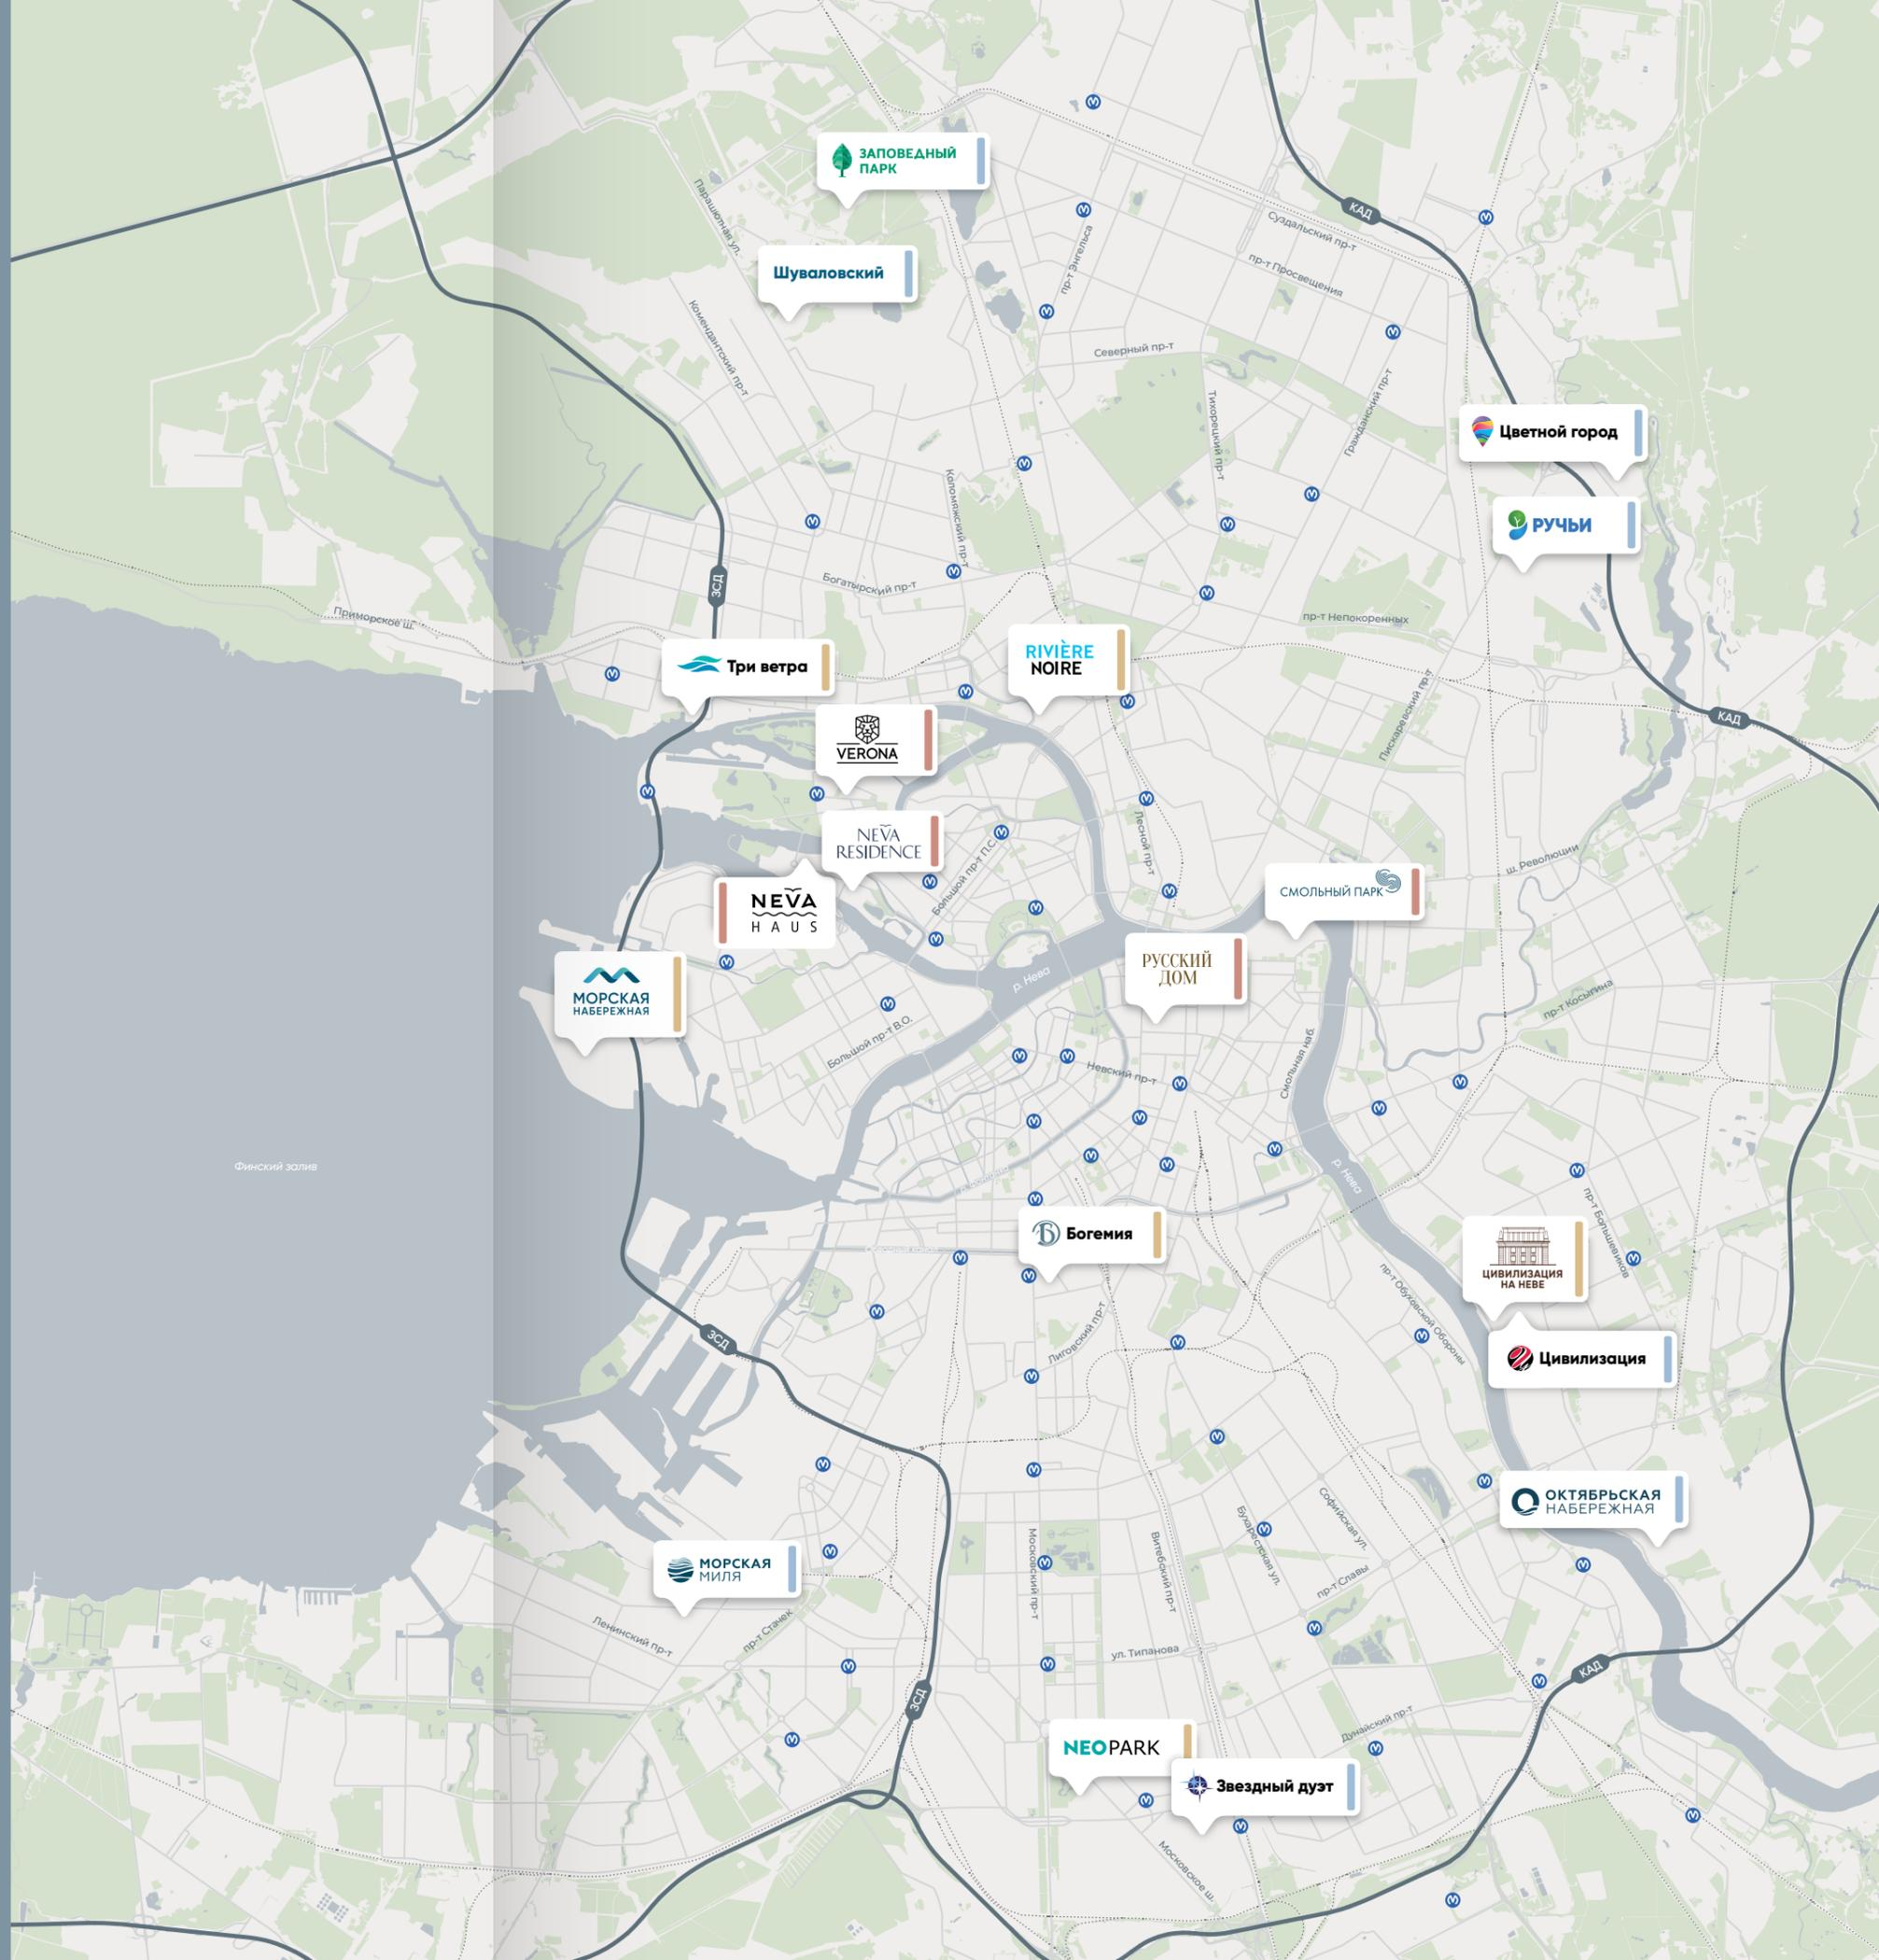 ЗАПОВЕДНЫЙ
ПАРК
Парашютная ул.
КАД
Суздальский пр-т
пр-т Энгельса
пр-т Просвещения
Шуваловский
Комендантский пр-т
Северный пр-т
Тихорецкий пр-т
Гражданский пр-т
Цветной город
Коломяжский пр-т
РУЧЬИ
ЗСД
Богатырский пр-т
Приморское ш.
пр-т Непокоренных
Три ветра
RIVIÈRE
NOIRE
Пискаревский пр-т
КАД
VERONA
NEVA
RESIDENCE
Большой пр-т П.С.
Лесной пр-т
ш. Революции
СМОЛЬНЫЙ ПАРК
NEVA
HAUS
МОРСКАЯ
НАБЕРЕЖНАЯ
р. Нева
РУССКИЙ
ДОМ
пр-т Косыгина
Большой пр-т В.О.
Невский пр-т
Смольная наб.
Финский залив
р. Нева
пр-т Большевиков
Богемия
ЦИВИЛИЗАЦИЯ
НА НЕВЕ
пр-т Обуховской Обороны
ЗСД
Лиговский пр-т
Цивилизация
ОКТЯБРЬСКАЯ
НАБЕРЕЖНАЯ
Софийская ул.
Бухарестская ул.
Московский пр-т
Витебский пр-т
МОРСКАЯ
МИЛЯ
пр-т Славы
Ленинский пр-т
пр-т Стачек
ул. Типанова
КАД
ЗСД
Дунайский пр-т
NEOPARK
Звездный дуэт
Московское ш.